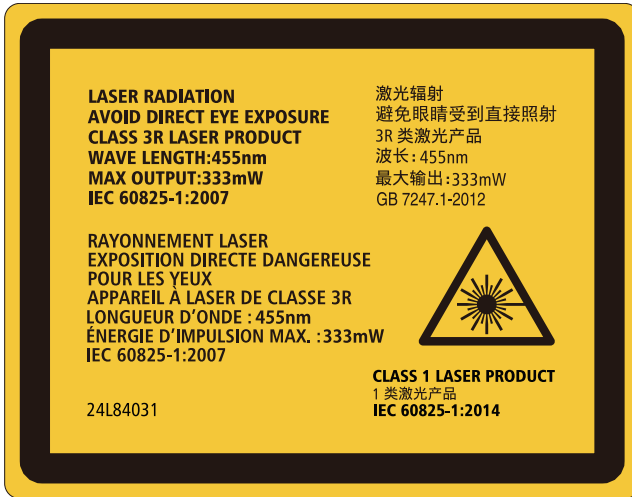 LASER RADIATION
AVOID DIRECT EYE EXPOSURE
CLASS 3R LASER PRODUCT
WAVE LENGTH:455nm
MAX OUTPUT:333mW
IEC 60825-1:2007
激光辐射
避免眼睛受到直接照射
3R 类激光产品
波长:455nm
最大输出:333mW
GB 7247.1-2012
RAYONNEMENT LASER
EXPOSITION DIRECTE DANGEREUSE
POUR LES YEUX
APPAREIL À LASER DE CLASSE 3R
LONGUEUR D'ONDE : 455nm
ÉNERGIE D'IMPULSION MAX. :333mW
IEC 60825-1:2007
CLASS 1 LASER PRODUCT
1 类激光产品
IEC 60825-1:2014
24L84031